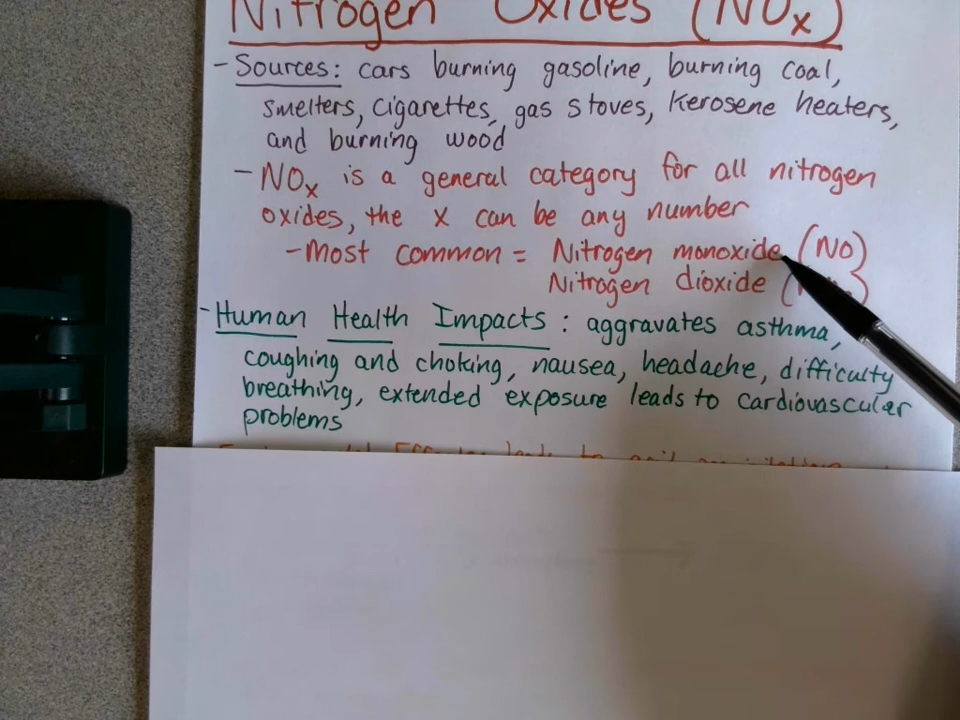 Nitrogen Oxides (NOx)
- Sources: cars burning gasoline, burning coal,
smelters, cigarettes, gas stoves, kerosene heaters,
and burning wood
- NOx is a general category for all nitrogen
oxides, the x can be any number
- Most common = Nitrogen monoxide (NO)
Nitrogen dioxide (
- Human Health Impacts : aggravates asthma,
coughing and choking, nausea, headache, difficulty
breathing, extended exposure leads to cardiovascular
problems